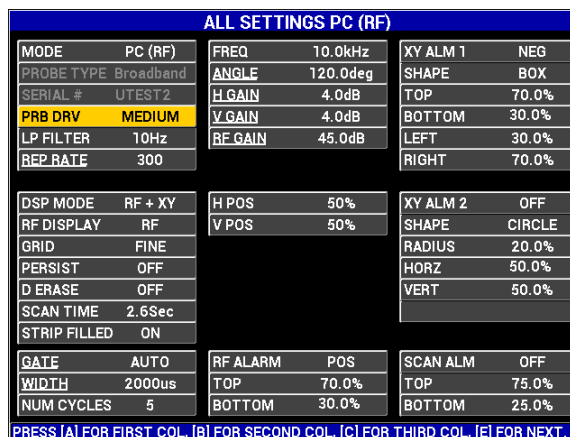 ALL SETTINGS PC (RF)
MODE PC (RF)
PROBE TYPE Broadband
SERIAL # UTEST2
PRB DRV MEDIUM
LP FILTER 10Hz
REP RATE 300
FREQ 10.0kHz
ANGLE 120.0deg
H GAIN 4.0dB
V GAIN 4.0dB
RF GAIN 45.0dB
XY ALM 1 NEG
SHAPE BOX
TOP 70.0%
BOTTOM 30.0%
LEFT 30.0%
RIGHT 70.0%
DSP MODE RF + XY
RF DISPLAY RF
GRID FINE
PERSIST OFF
D ERASE OFF
SCAN TIME 2.6Sec
STRIP FILLED ON
H POS 50%
V POS 50%
XY ALM 2 OFF
SHAPE CIRCLE
RADIUS 20.0%
HORZ 50.0%
VERT 50.0%
GATE AUTO
WIDTH 2000us
NUM CYCLES 5
RF ALARM POS
TOP 70.0%
BOTTOM 30.0%
SCAN ALM OFF
TOP 75.0%
BOTTOM 25.0%
PRESS [A] FOR FIRST COL, [B] FOR SECOND COL, [C] FOR THIRD COL, [E] FOR NEXT